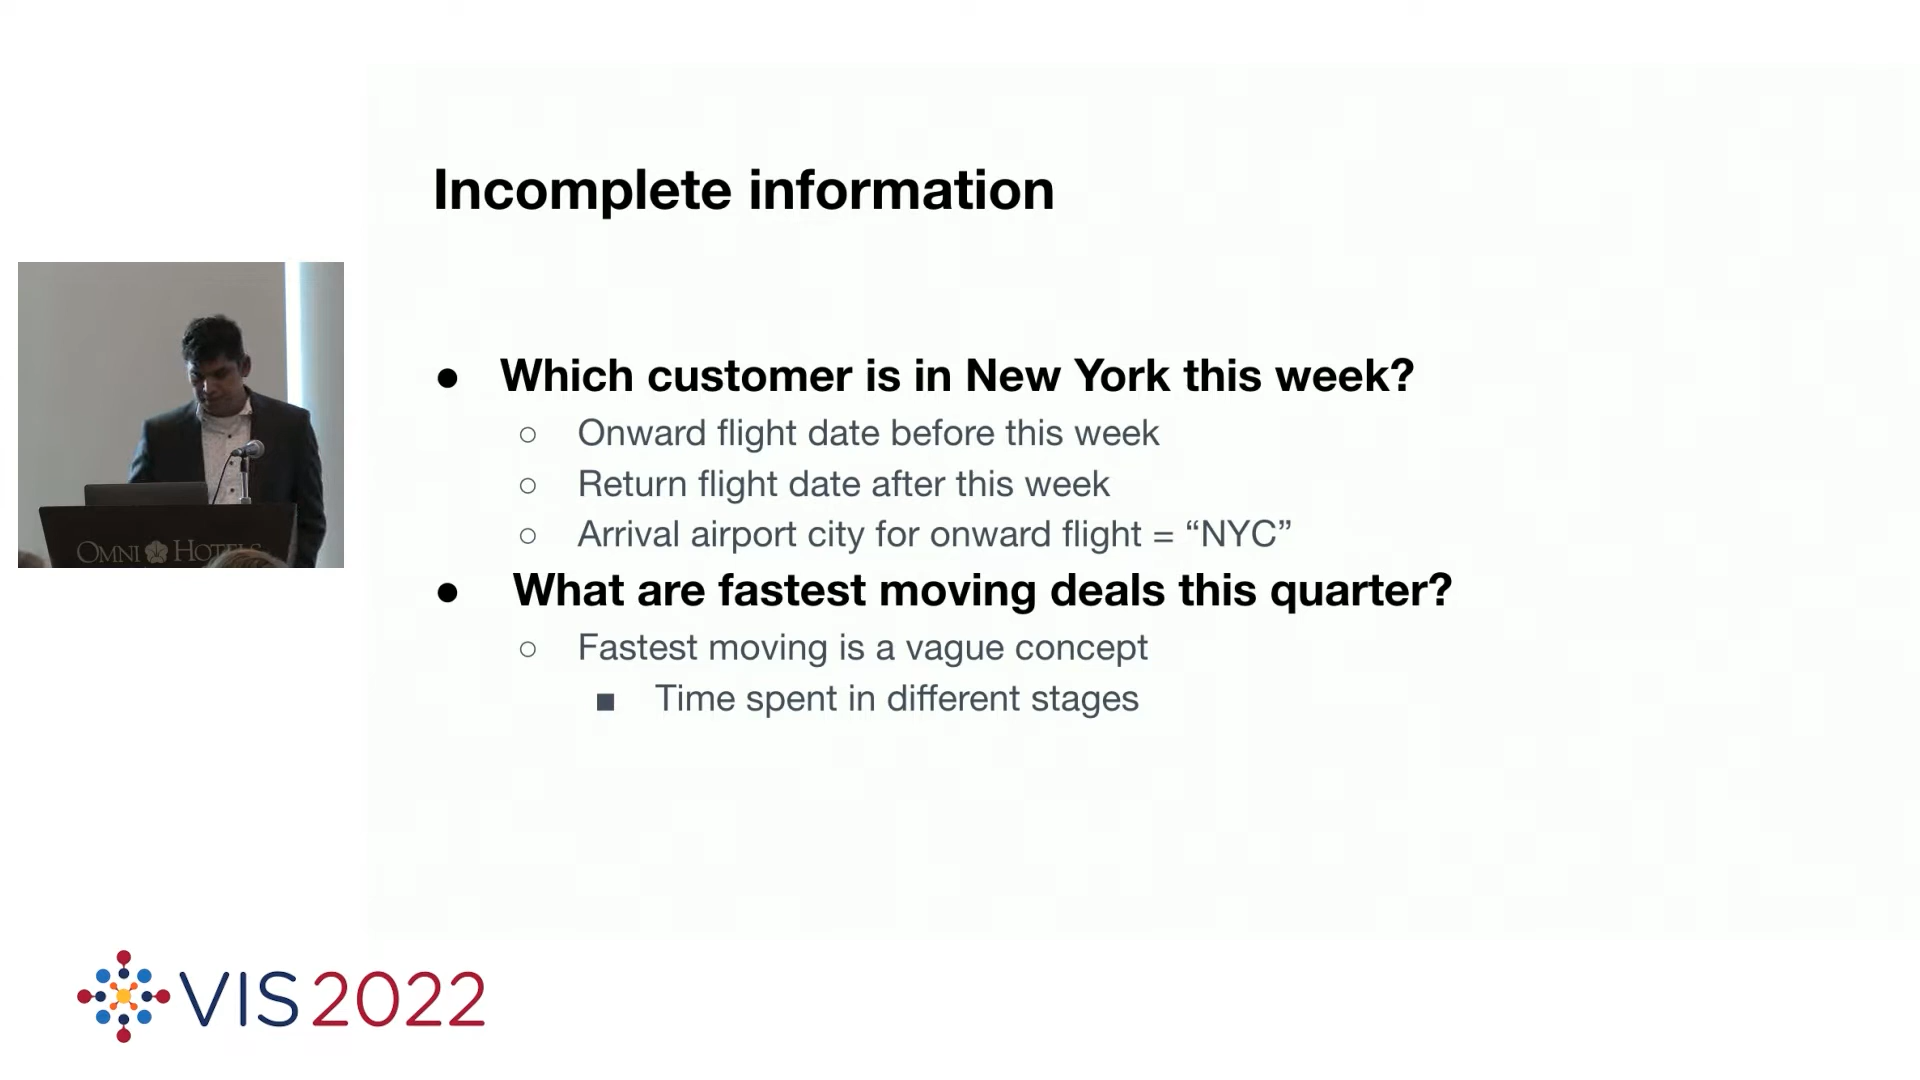 Incomplete information
● Which customer is in New York this week?
○ Onward flight date before this week
○ Return flight date after this week
○ Arrival airport city for onward flight = “NYC”
● What are fastest moving deals this quarter?
○ Fastest moving is a vague concept
■ Time spent in different stages
OMNI HOTELS
VIS2022